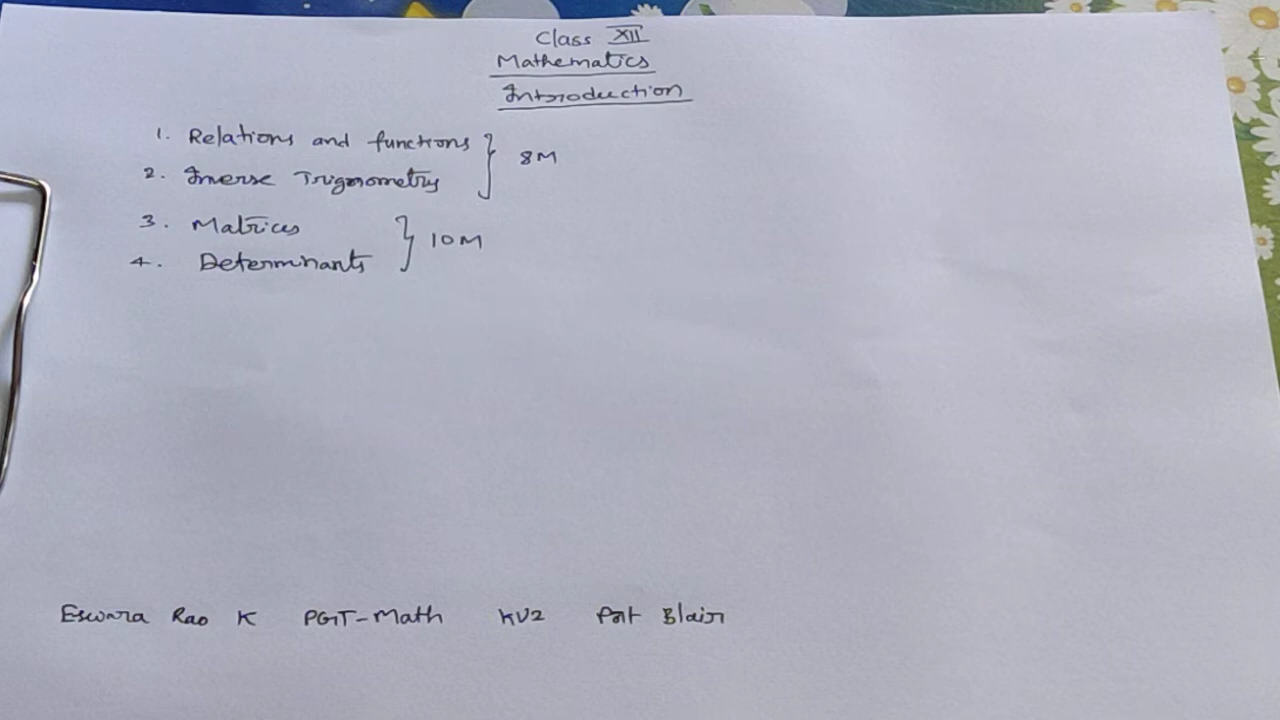 Class XII
Mathematics
Introduction
1. Relations and functions } 8M
2. Inverse Trigonometry
3. Matrices } 10M
4. Determinants
Eswara Rao K PGT-Math KV2 Port Blair